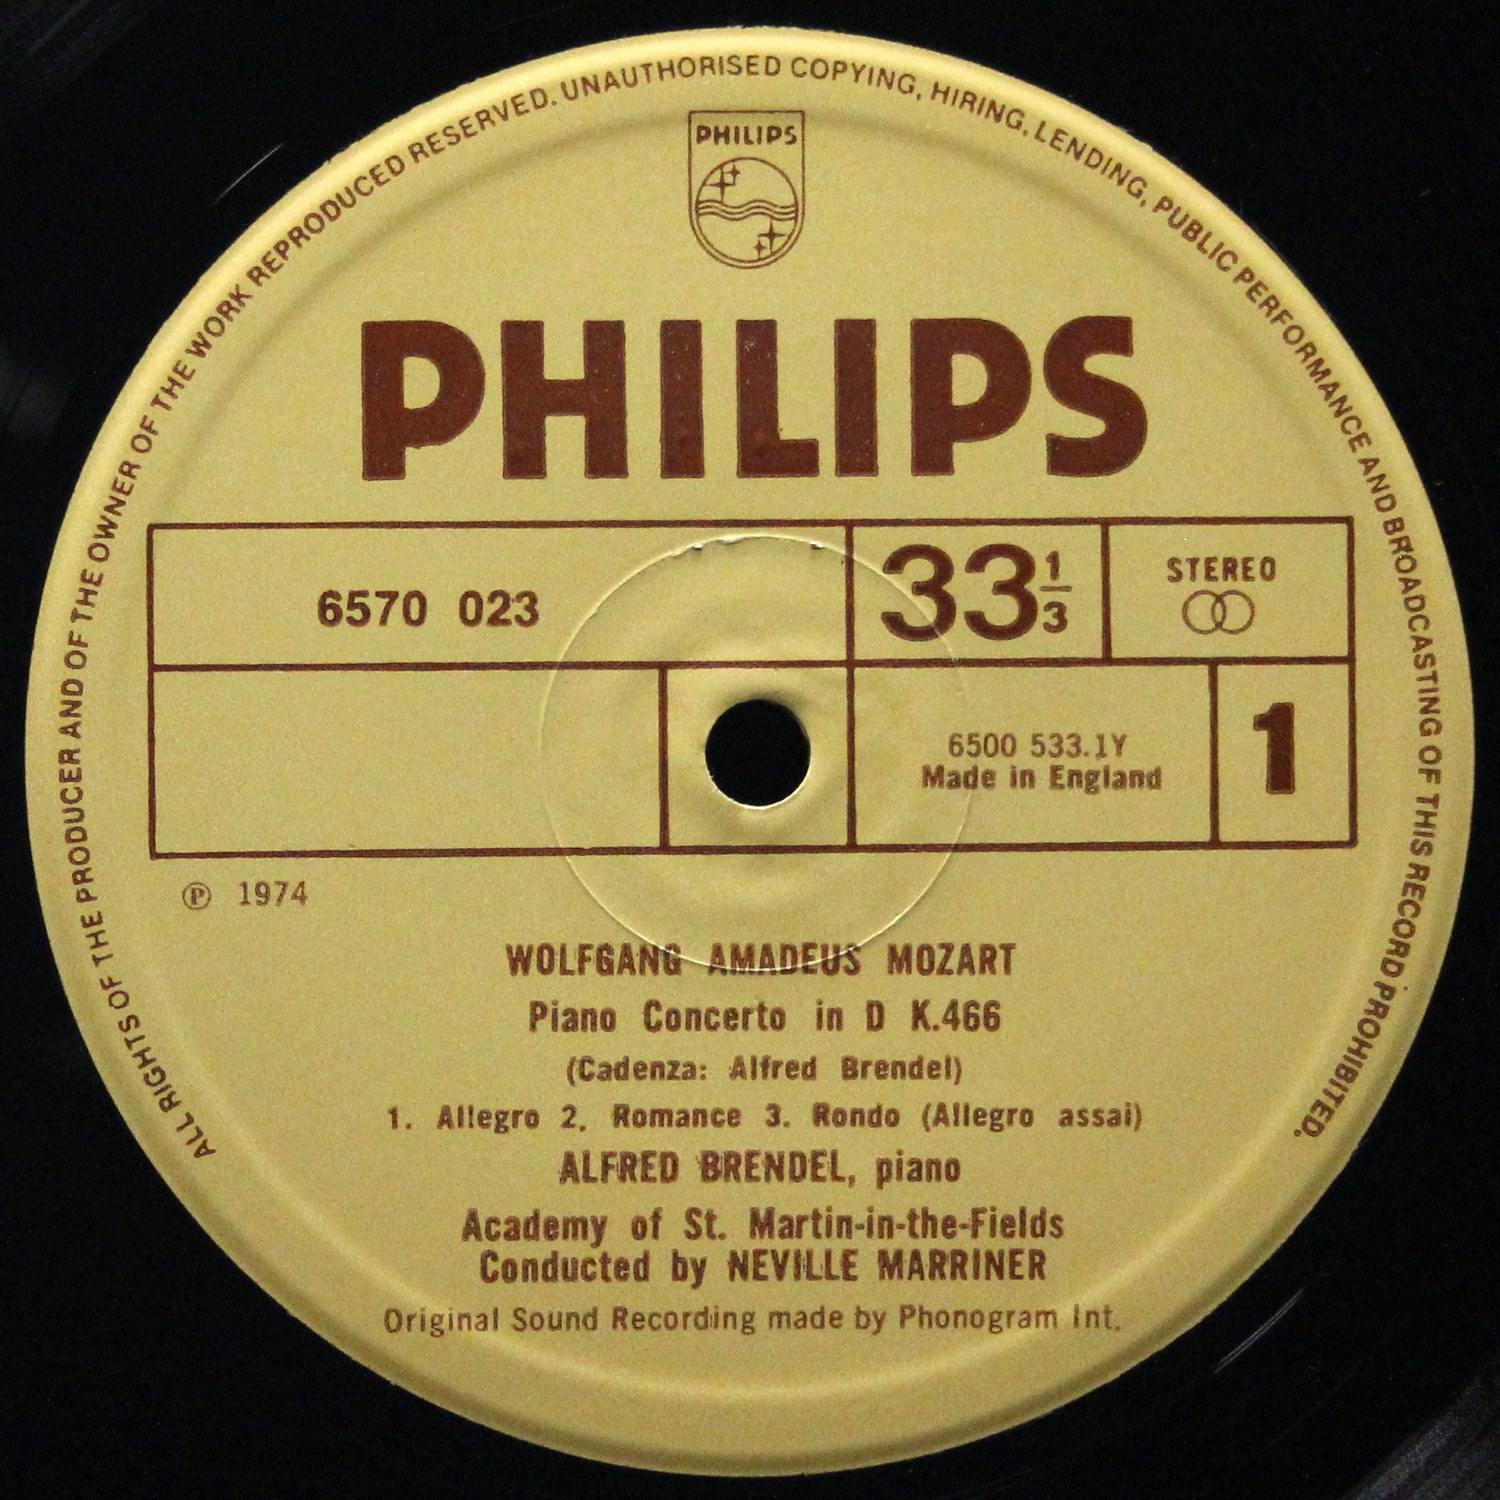 ALL RIGHTS OF THE PRODUCER AND OF THE OWNER OF THE WORK REPRODUCED RESERVED. UNAUTHORISED COPYING, HIRING, LENDING, PUBLIC PERFORMANCE AND BROADCASTING OF THIS RECORD PROHIBITED.
PHILIPS
PHILIPS
6570 023
33 1/3
STEREO
6500 533.1Y
Made in England
1
℗ 1974
WOLFGANG AMADEUS MOZART
Piano Concerto in D K.466
(Cadenza: Alfred Brendel)
1. Allegro 2. Romance 3. Rondo (Allegro assai)
ALFRED BRENDEL, piano
Academy of St. Martin-in-the-Fields
Conducted by NEVILLE MARRINER
Original Sound Recording made by Phonogram Int.